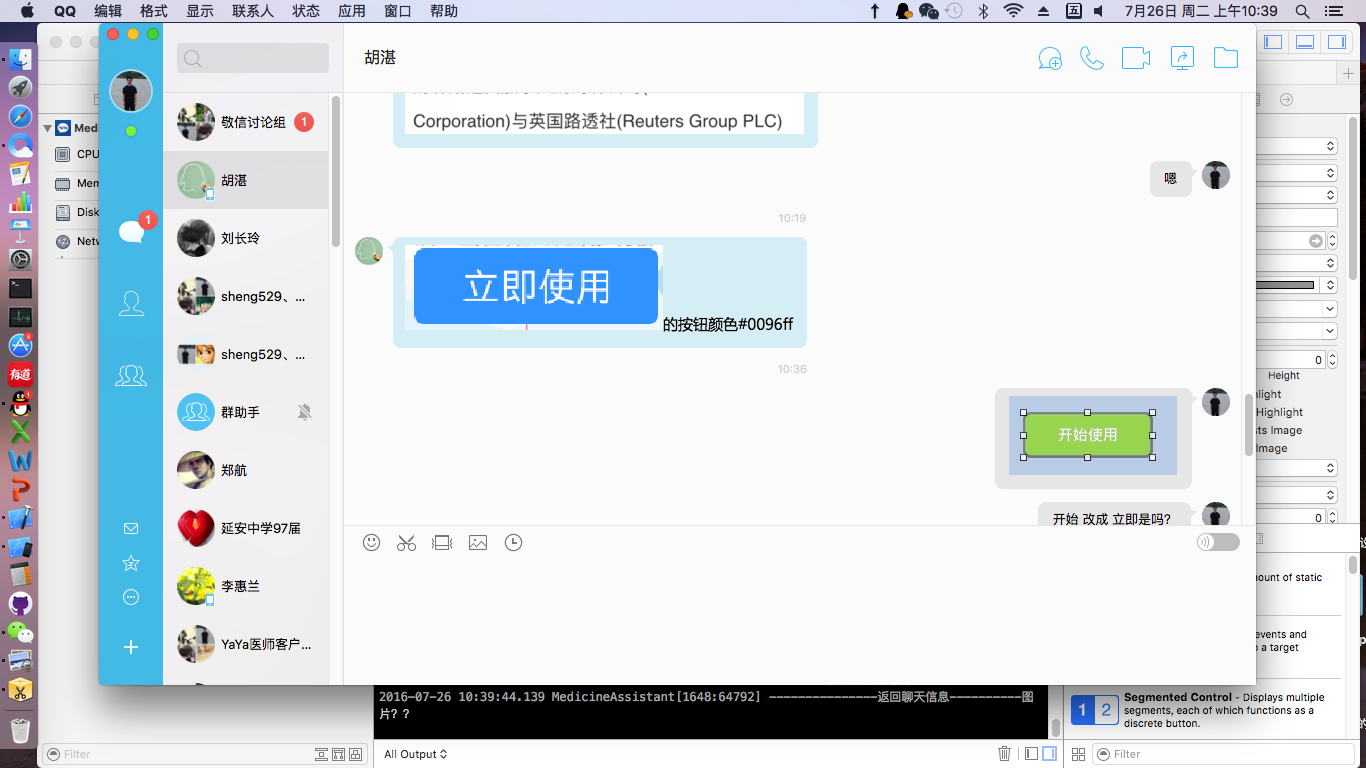 QQ 编辑 格式 显示 联系人 状态 应用 窗口 帮助
五 7月26日 周二 上午10:39
胡湛
敬信讨论组 1
胡湛
刘长玲
sheng529、...
sheng529、...
群助手
郑航
延安中学97届
李惠兰
YaYa医师客户...
1
Corporation)与英国路透社(Reuters Group PLC)
嗯
10:19
立即使用
的按钮颜色#0096ff
10:36
开始使用
开始 改成 立即是吗?
Medi
CPU
Mem
Disk
Netw
有道
0
Height
Highlight
0
ount of static
events and
a target
Segmented Control - Displays multiple
segments, each of which functions as a
discrete button.
1 2
2016-07-26 10:39:44.139 MedicineAssistant[1648:64792] ---------------返回聊天信息----------图
片? ?
Filter
All Output
Filter